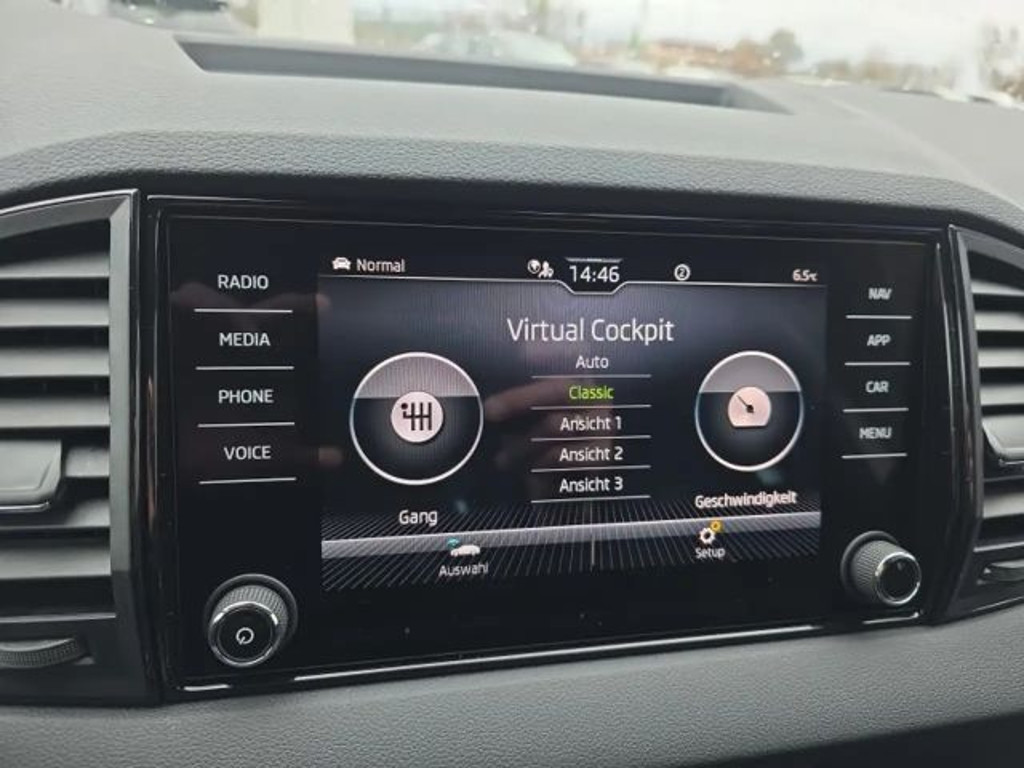 RADIO
MEDIA
PHONE
VOICE
Normal
14:46
2
6.5°C
Virtual Cockpit
Auto
Classic
Ansicht 1
Ansicht 2
Ansicht 3
Gang
Geschwindigkeit
Auswahl
Setup
NAV
APP
CAR
MENU